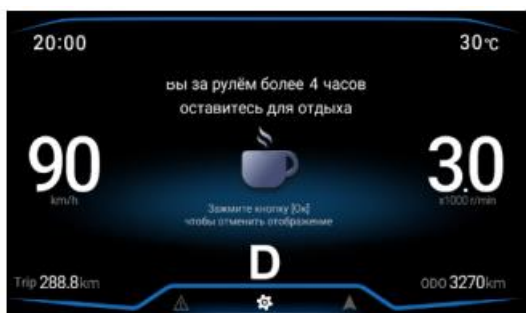 20:00
30℃
Вы за рулём более 4 часов
оставитесь для отдыха
90
km/h
3.0
x1000 r/min
Зажмите кнопку [Ок]
чтобы отменить отображение
D
Trip 288.8km
ODO 3270km